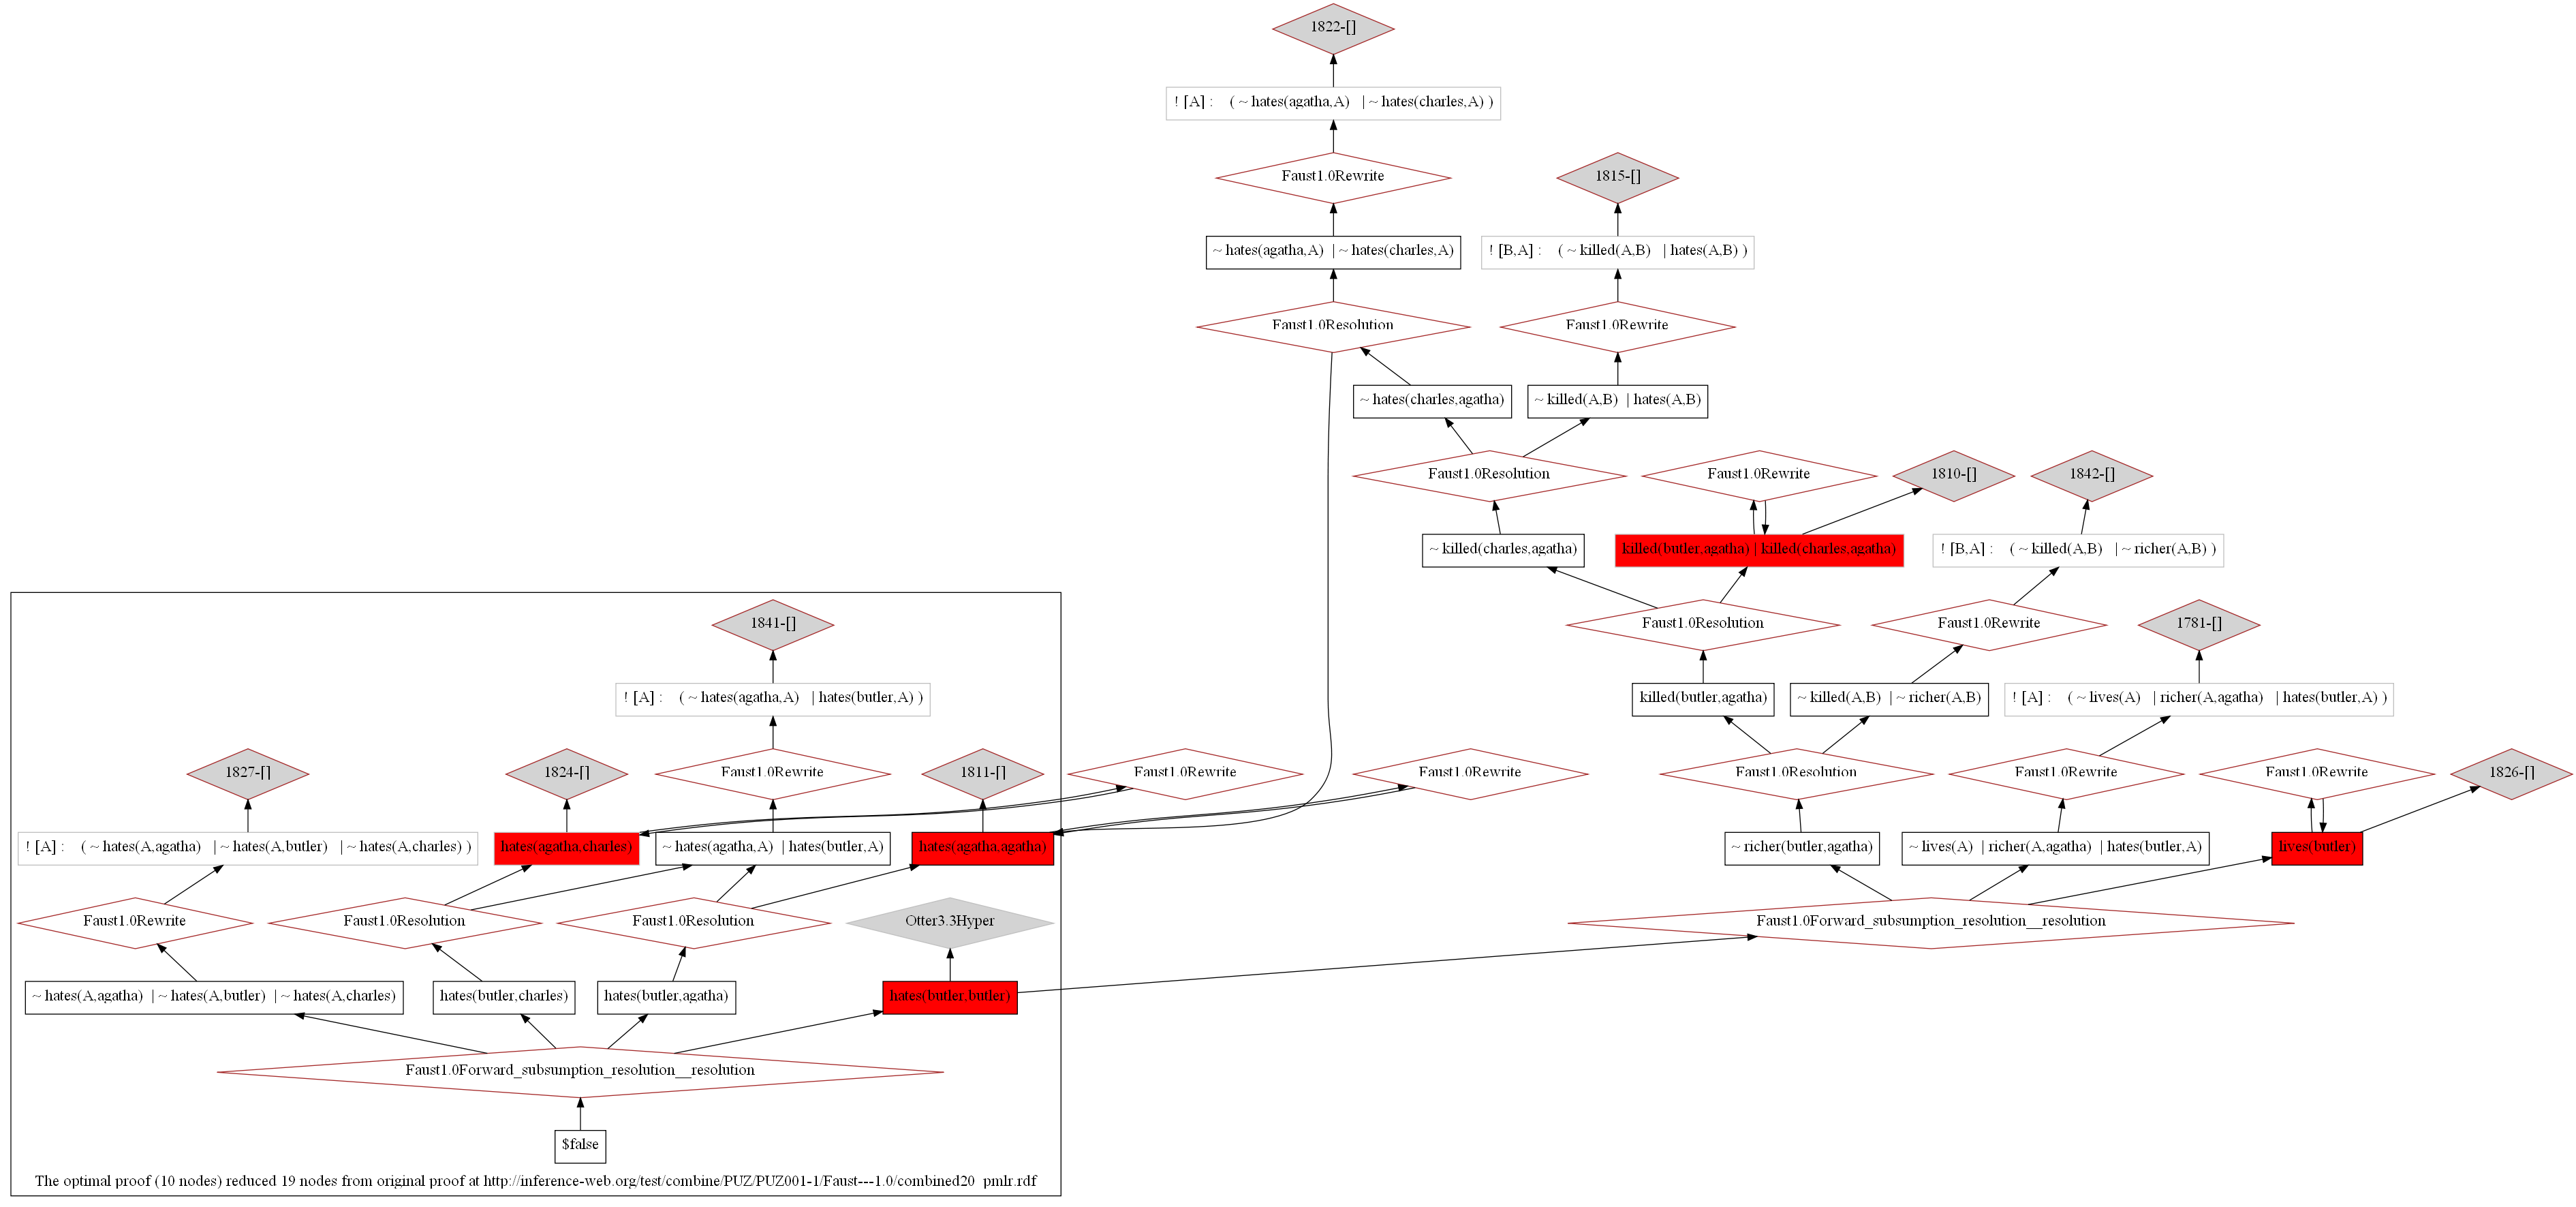 1822-[]
! [A] : ( ~ hates(agatha,A) | ~ hates(charles,A) )
Faust1.0Rewrite
1815-[]
~ hates(agatha,A) | ~ hates(charles,A)
! [B,A] : ( ~ killed(A,B) | hates(A,B) )
Faust1.0Resolution
Faust1.0Rewrite
~ hates(charles,agatha)
~ killed(A,B) | hates(A,B)
Faust1.0Resolution
Faust1.0Rewrite
1810-[]
1842-[]
~ killed(charles,agatha)
killed(butler,agatha) | killed(charles,agatha)
! [B,A] : ( ~ killed(A,B) | ~ richer(A,B) )
1841-[]
Faust1.0Resolution
Faust1.0Rewrite
1781-[]
! [A] : ( ~ hates(agatha,A) | hates(butler,A) )
killed(butler,agatha)
~ killed(A,B) | ~ richer(A,B)
! [A] : ( ~ lives(A) | richer(A,agatha) | hates(butler,A) )
1827-[]
1824-[]
Faust1.0Rewrite
1811-[]
Faust1.0Rewrite
Faust1.0Rewrite
Faust1.0Resolution
Faust1.0Rewrite
Faust1.0Rewrite
1826-[]
! [A] : ( ~ hates(A,agatha) | ~ hates(A,butler) | ~ hates(A,charles) )
hates(agatha,charles)
~ hates(agatha,A) | hates(butler,A)
hates(agatha,agatha)
~ richer(butler,agatha)
~ lives(A) | richer(A,agatha) | hates(butler,A)
lives(butler)
Faust1.0Rewrite
Faust1.0Resolution
Faust1.0Resolution
Otter3.3Hyper
Faust1.0Forward_subsumption_resolution__resolution
~ hates(A,agatha) | ~ hates(A,butler) | ~ hates(A,charles)
hates(butler,charles)
hates(butler,agatha)
hates(butler,butler)
Faust1.0Forward_subsumption_resolution__resolution
$false
The optimal proof (10 nodes) reduced 19 nodes from original proof at http://inference-web.org/test/combine/PUZ/PUZ001-1/Faust---1.0/combined20_pmlr.rdf